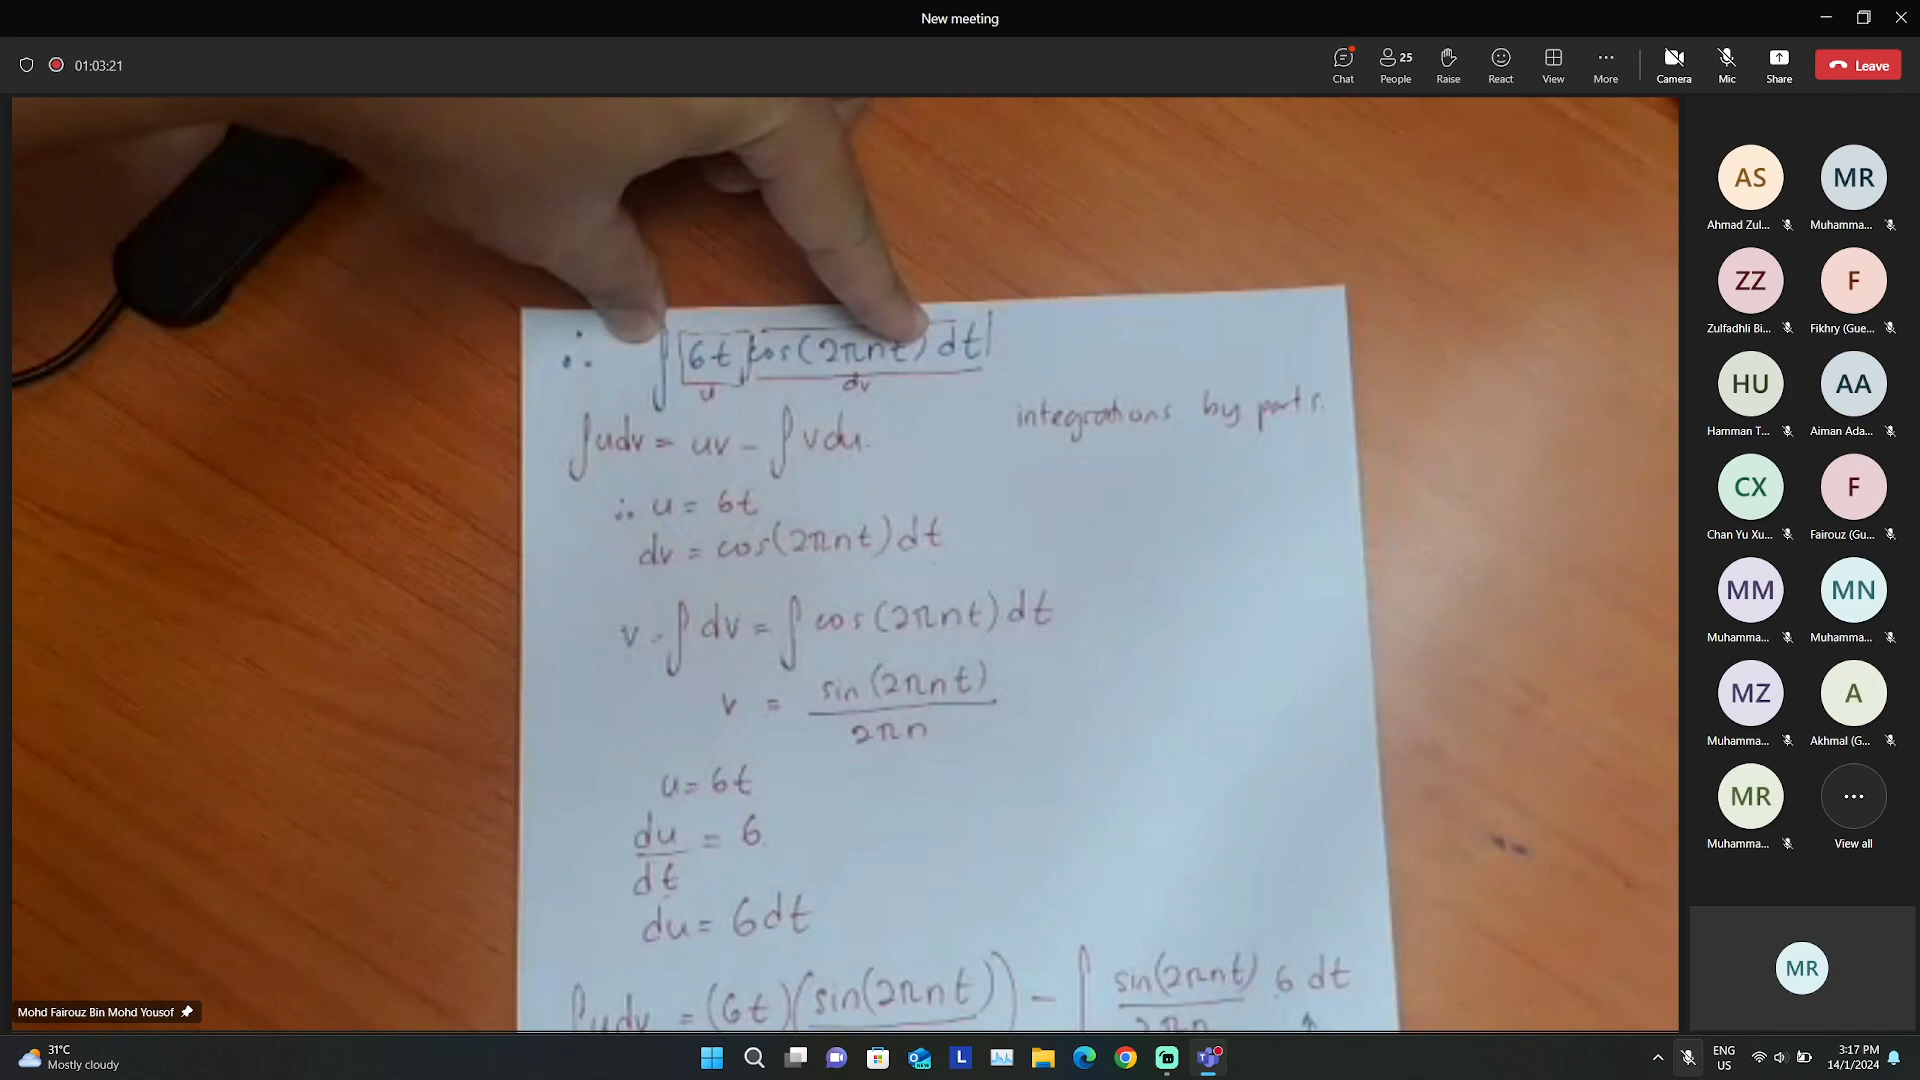 New meeting
01:03:21
Chat
25
People
Raise
React
View
More
Camera
Mic
Share
Leave
∴ ∫ 6t cos(2πnt) dt
u dv
∫udv = uv - ∫vdu.
integrations by parts.
∴ u = 6t
dv = cos(2πnt) dt
v = ∫dv = ∫cos(2πnt) dt
v = sin(2πnt)
2πn
u = 6t
du = 6
dt
du = 6dt
∫udv = (6t)(sin(2πnt)) - ∫ sin(2πnt) 6 dt
2πn
Mohd Fairouz Bin Mohd Yousof
AS
MR
Ahmad Zul...
Muhamma...
ZZ
F
Zulfadhli Bi...
Fikhry (Gue...
HU
AA
Hamman T...
Aiman Ada...
CX
F
Chan Yu Xu...
Fairouz (Gu...
MM
MN
Muhamma...
Muhamma...
MZ
A
Muhamma...
Akhmal (G...
MR
Muhamma...
View all
MR
31°C
Mostly cloudy
NEW
L
ENG
US
3:17 PM
14/1/2024